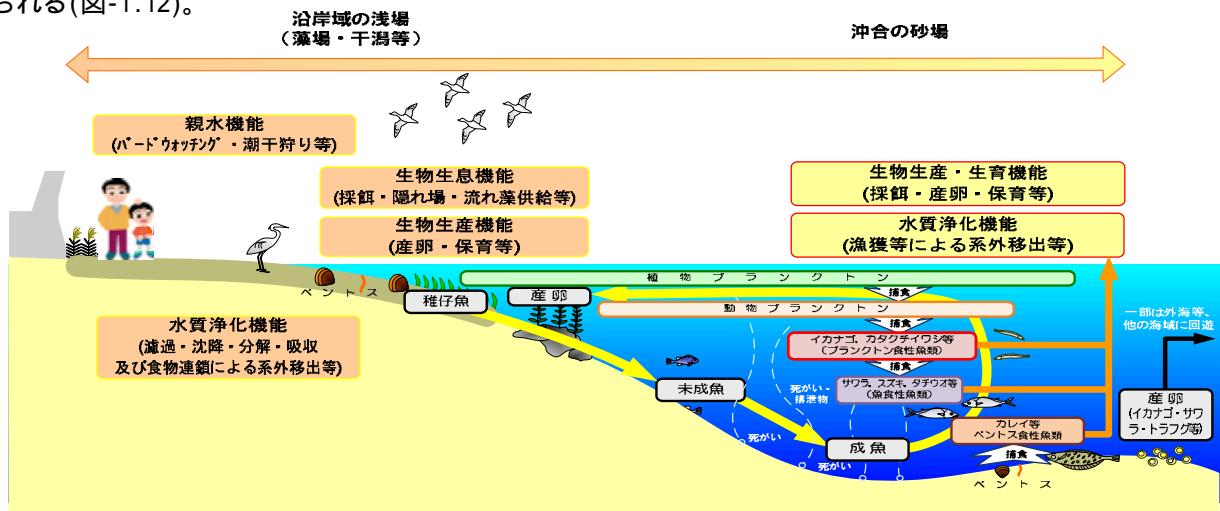 られる(図-1.12)。
沿岸域の浅場
(藻場・干潟等)
沖合の砂場
親水機能
(バードウォッチング・潮干狩り等)
生物生息機能
(採餌・隠れ場・流れ藻供給等)
生物生産機能
(産卵・保育等)
生物生産・生育機能
(採餌・産卵・保育等)
水質浄化機能
(漁獲等による系外移出等)
植物プランクトン
ベントス
稚仔魚
産卵
捕食
動物プランクトン
捕食
一部は外海等、
他の海域に回遊
水質浄化機能
(濾過・沈降・分解・吸収
及び食物連鎖による系外移出等)
イカナゴ、カタクチイワシ等
(プランクトン食性魚類)
捕食
未成魚
死がい・
排泄物
サワラ、スズキ、タチウオ等
(魚食性魚類)
産卵
(イカナゴ・サワ
ラ・トラフグ等)
カレイ等
ベントス食性魚類
死がい
成魚
捕食
死がい
ベントス